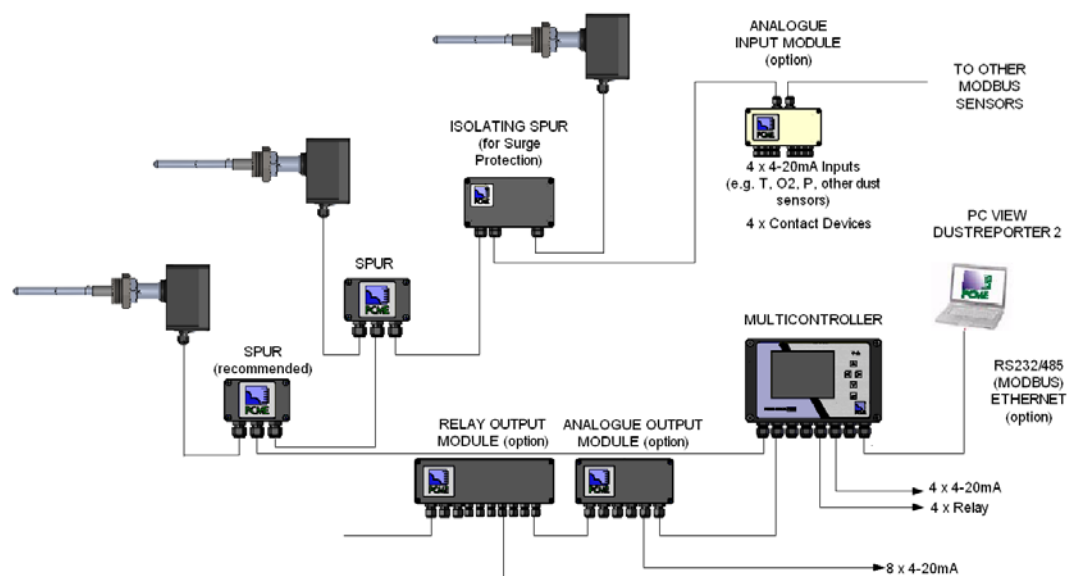 ANALOGUE
INPUT MODULE
(option)
TO OTHER
MODBUS
SENSORS
ISOLATING SPUR
(for Surge
Protection)
4 x 4-20mA Inputs
(e.g. T, O2, P, other dust
sensors)
4 x Contact Devices
PC VIEW
DUSTREPORTER 2
SPUR
PCME
MULTICONTROLLER
SPUR
(recommended)
PCME
RS232/485
(MODBUS)
ETHERNET
(option)
RELAY OUTPUT
MODULE (option)
ANALOGUE OUTPUT
MODULE (option)
4 x 4-20mA
4 x Relay
8 x 4-20mA